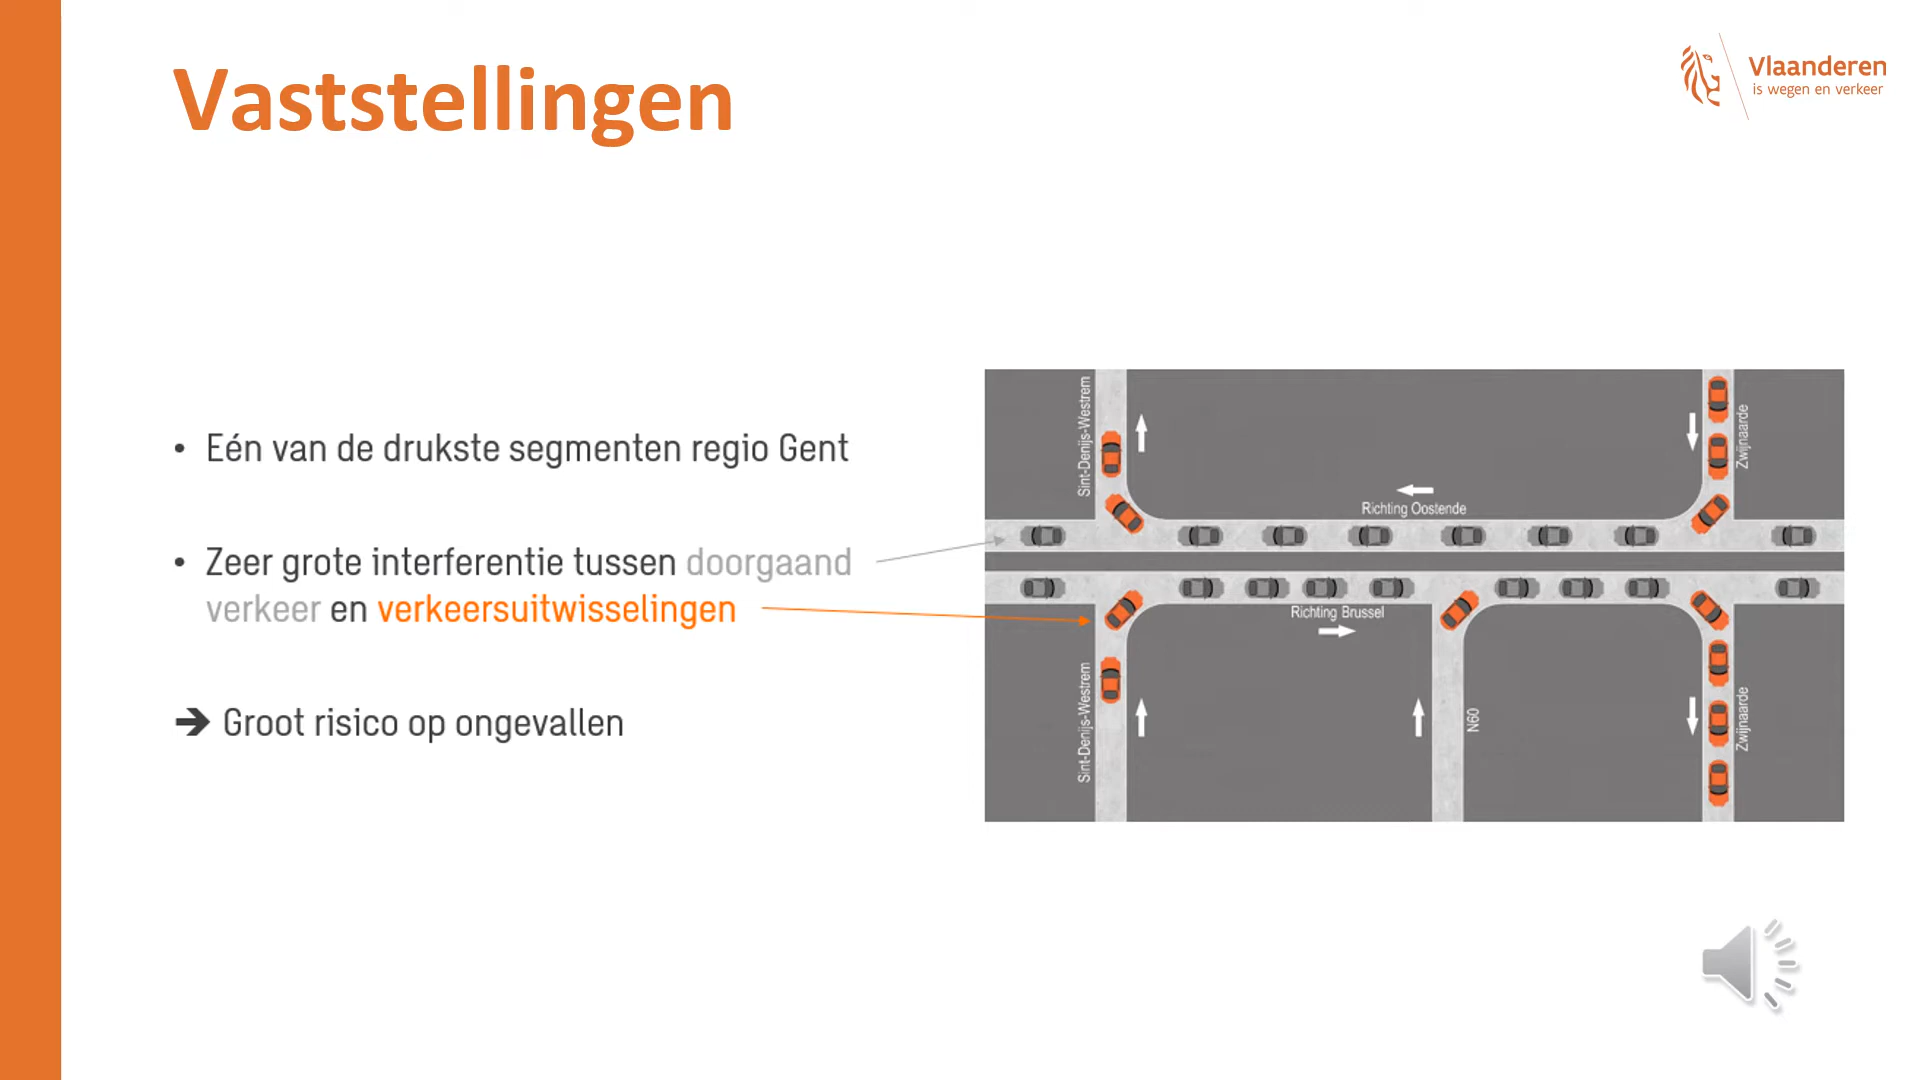 Vaststellingen
Vlaanderen
is wegen en verkeer
• Eén van de drukste segmenten regio Gent
• Zeer grote interferentie tussen doorgaand
verkeer en verkeersuitwisselingen
➔ Groot risico op ongevallen
Sint-Denijs-Westrem
Zwijnaarde
Richting Oostende
Richting Brussel
Sint-Denijs-Westrem
N60
Zwijnaarde